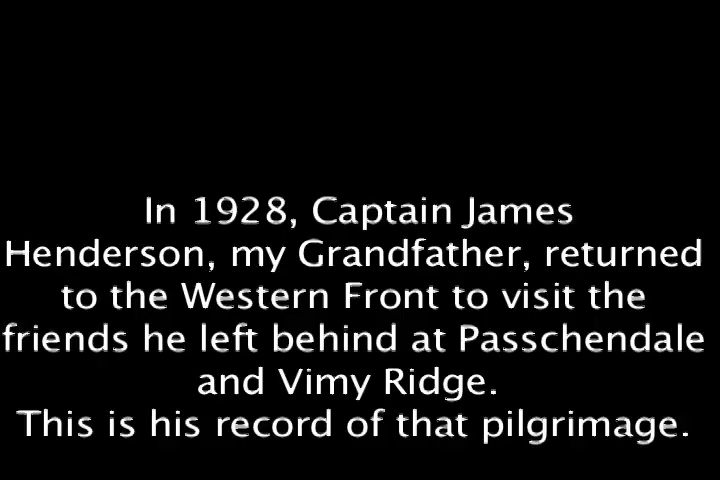 In 1928, Captain James
Henderson, my Grandfather, returned
to the Western Front to visit the
friends he left behind at Passchendale
and Vimy Ridge.
This is his record of that pilgrimage.